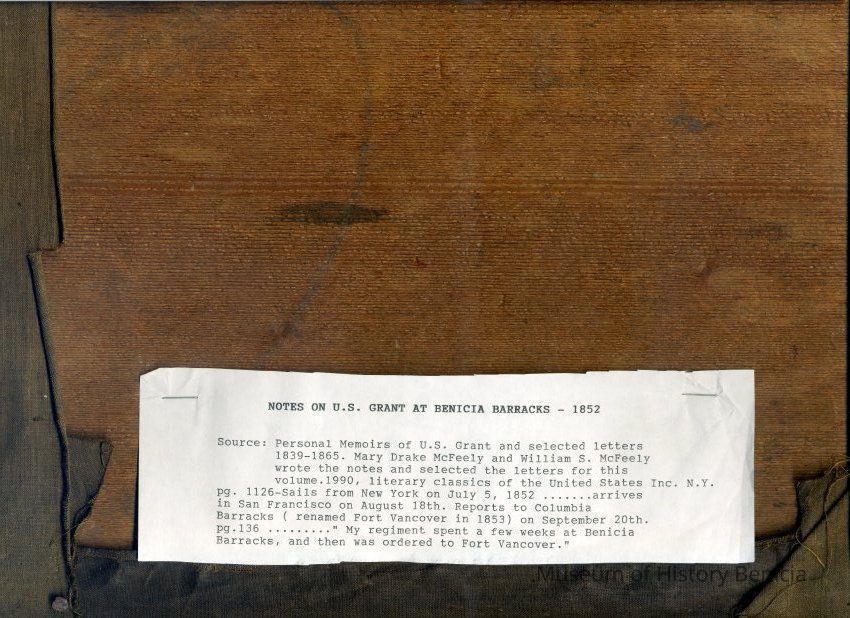 NOTES ON U.S. GRANT AT BENICIA BARRACKS - 1852
Source: Personal Memoirs of U.S. Grant and selected letters
1839-1865. Mary Drake McFeely and William S. McFeely
wrote the notes and selected the letters for this
volume.1990, literary classics of the United States Inc. N.Y.
pg. 1126-Sails from New York on July 5, 1852 .......arrives
in San Francisco on August 18th. Reports to Columbia
Barracks ( renamed Fort Vancover in 1853) on September 20th.
pg.136 ........." My regiment spent a few weeks at Benicia
Barracks, and then was ordered to Fort Vancover."
Museum of History Benicia